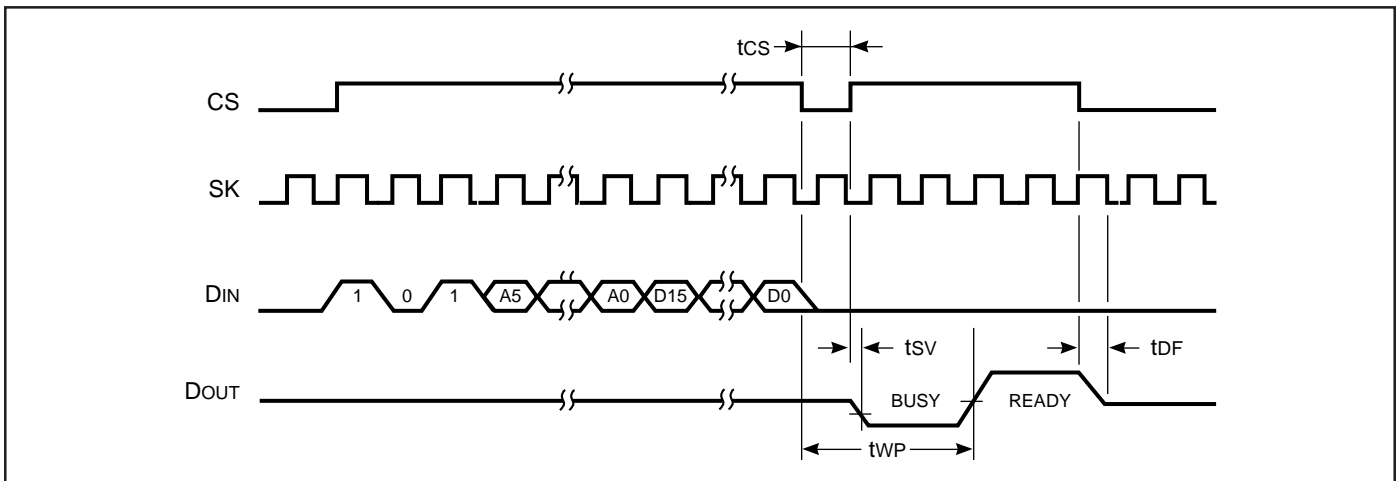 tCS
CS
SK
DIN
1 0 1 A5 A0 D15 D0
tSV
tDF
DOUT
BUSY
READY
tWP